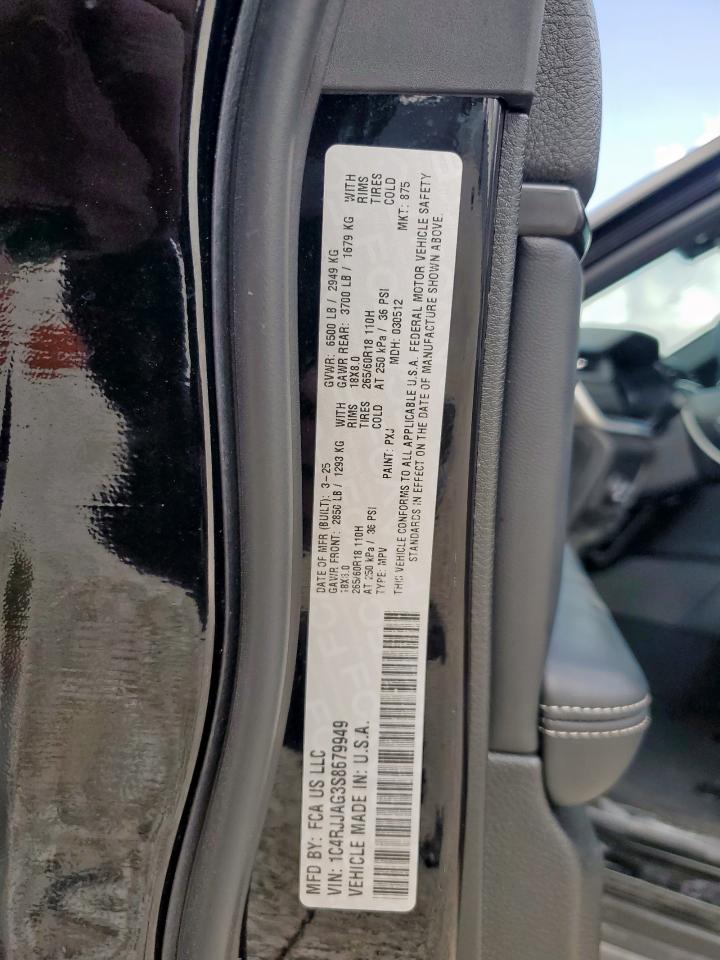 MFD BY: FCA US LLC
VIN: 1C4RJJAG3S8679949
VEHICLE MADE IN: U.S.A.
DATE OF MFR (BUILT): 3-25 GVWR: 6500 LB / 2949 KG
GAWR FRONT: 2850 LB / 1293 KG WITH GAWR REAR: 3700 LB / 1679 KG WITH
18X8.0 RIMS 18X8.0 RIMS
265/60R18 110H TIRES 265/60R18 110H TIRES
AT 250 kPa / 36 PSI COLD AT 250 kPa / 36 PSI COLD
TYPE: MPV PAINT: PXJ MDH: 030512 MKT: 875
THIS VEHICLE CONFORMS TO ALL APPLICABLE U.S.A. FEDERAL MOTOR VEHICLE SAFETY
STANDARDS IN EFFECT ON THE DATE OF MANUFACTURE SHOWN ABOVE.